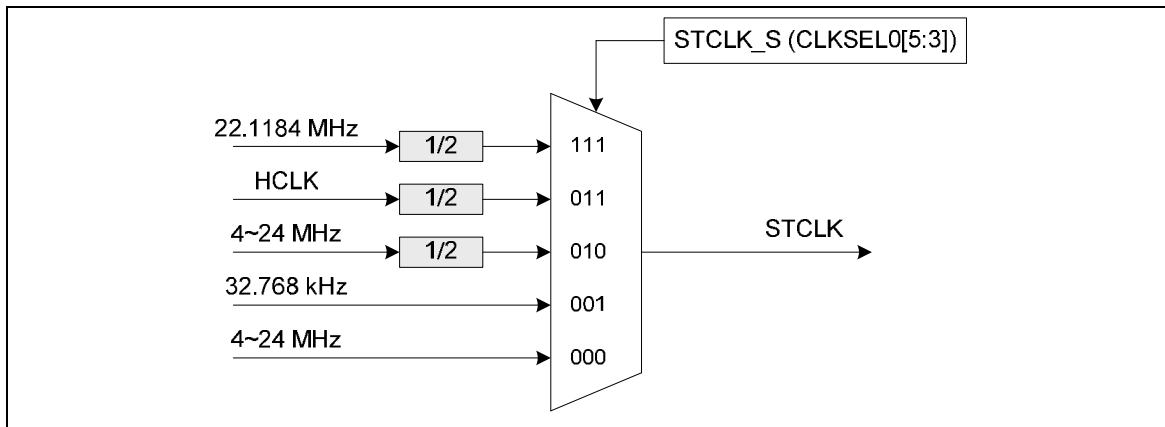 STCLK_S (CLKSEL0[5:3])
22.1184 MHz
1/2
111
HCLK
1/2
011
4~24 MHz
1/2
010
STCLK
32.768 kHz
001
4~24 MHz
000